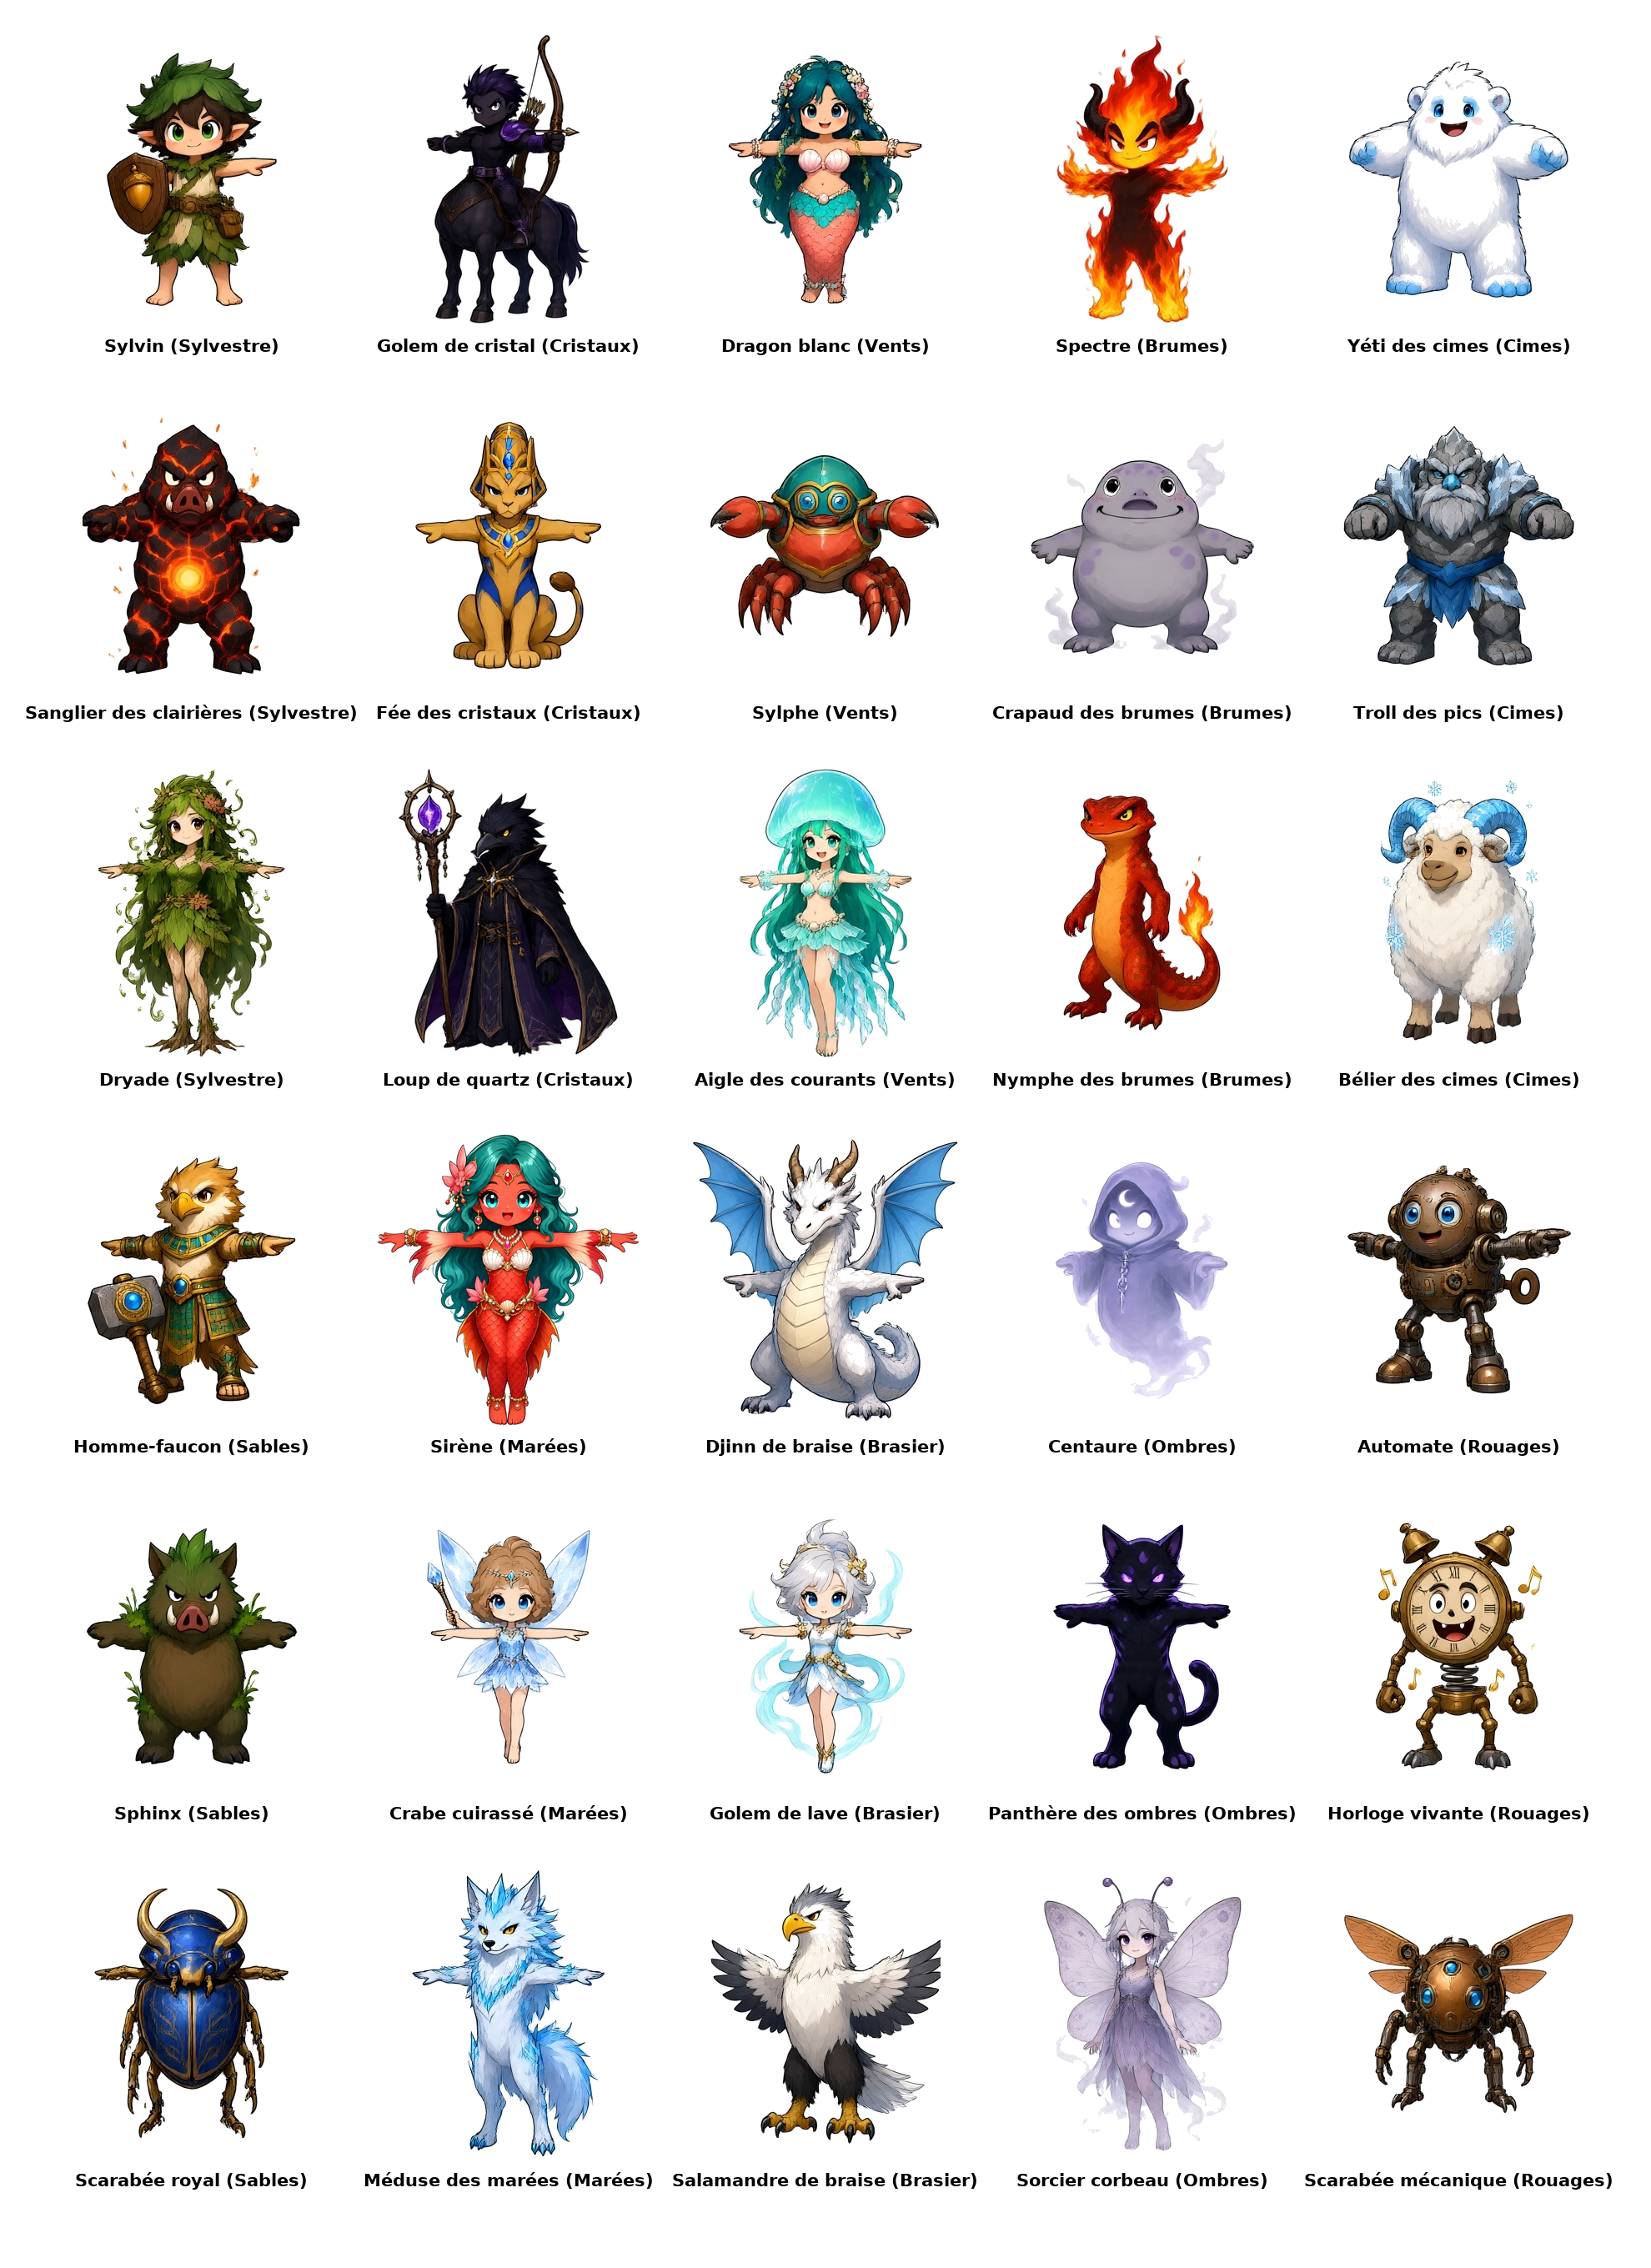 Sylvin (Sylvestre)
Golem de cristal (Cristaux)
Dragon blanc (Vents)
Spectre (Brumes)
Yéti des cimes (Cimes)
Sanglier des clairières (Sylvestre)
Fée des cristaux (Cristaux)
Sylphe (Vents)
Crapaud des brumes (Brumes)
Troll des pics (Cimes)
Dryade (Sylvestre)
Loup de quartz (Cristaux)
Aigle des courants (Vents)
Nymphe des brumes (Brumes)
Bélier des cimes (Cimes)
Homme-faucon (Sables)
Sirène (Marées)
Djinn de braise (Brasier)
Centaure (Ombres)
Automate (Rouages)
Sphinx (Sables)
Crabe cuirassé (Marées)
Golem de lave (Brasier)
Panthère des ombres (Ombres)
Horloge vivante (Rouages)
Scarabée royal (Sables)
Méduse des marées (Marées)
Salamandre de braise (Brasier)
Sorcier corbeau (Ombres)
Scarabée mécanique (Rouages)